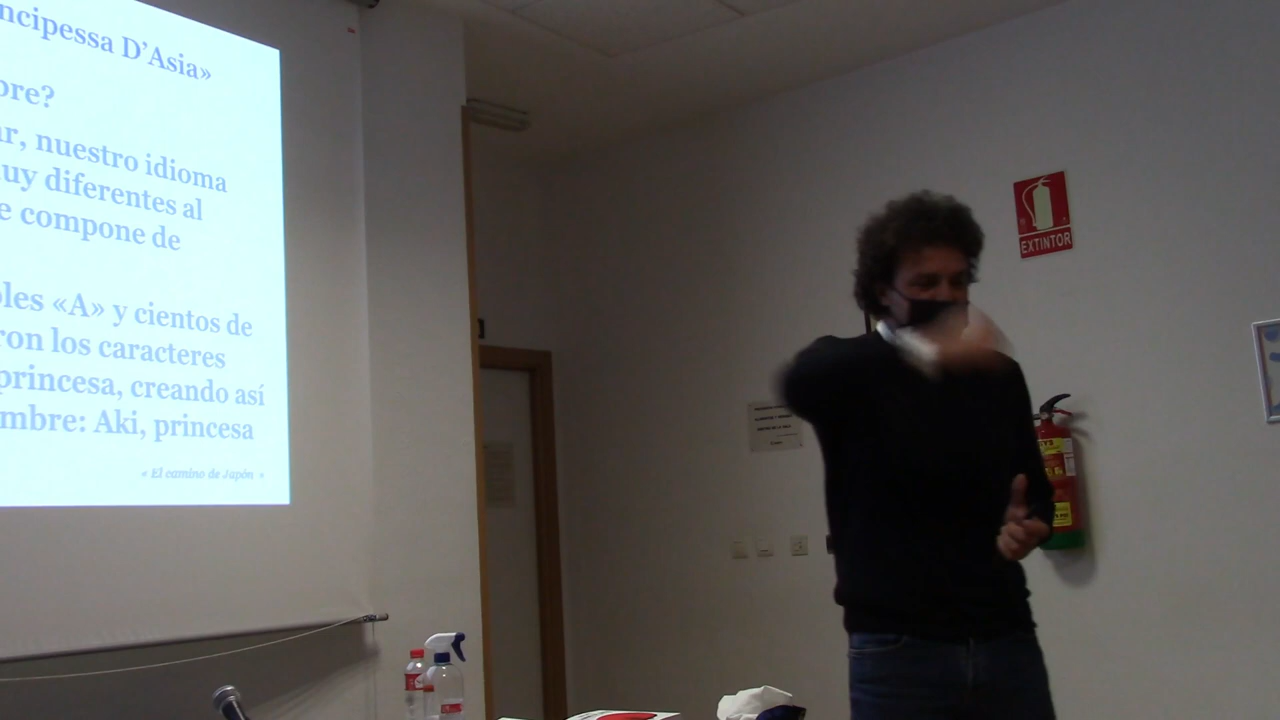 ncipessa D'Asia»
bre?
ar, nuestro idioma
uy diferentes al
e compone de
les «A» y cientos de
ron los caracteres
princesa, creando así
mbre: Aki, princesa
« El camino de Japón »
EXTINTOR